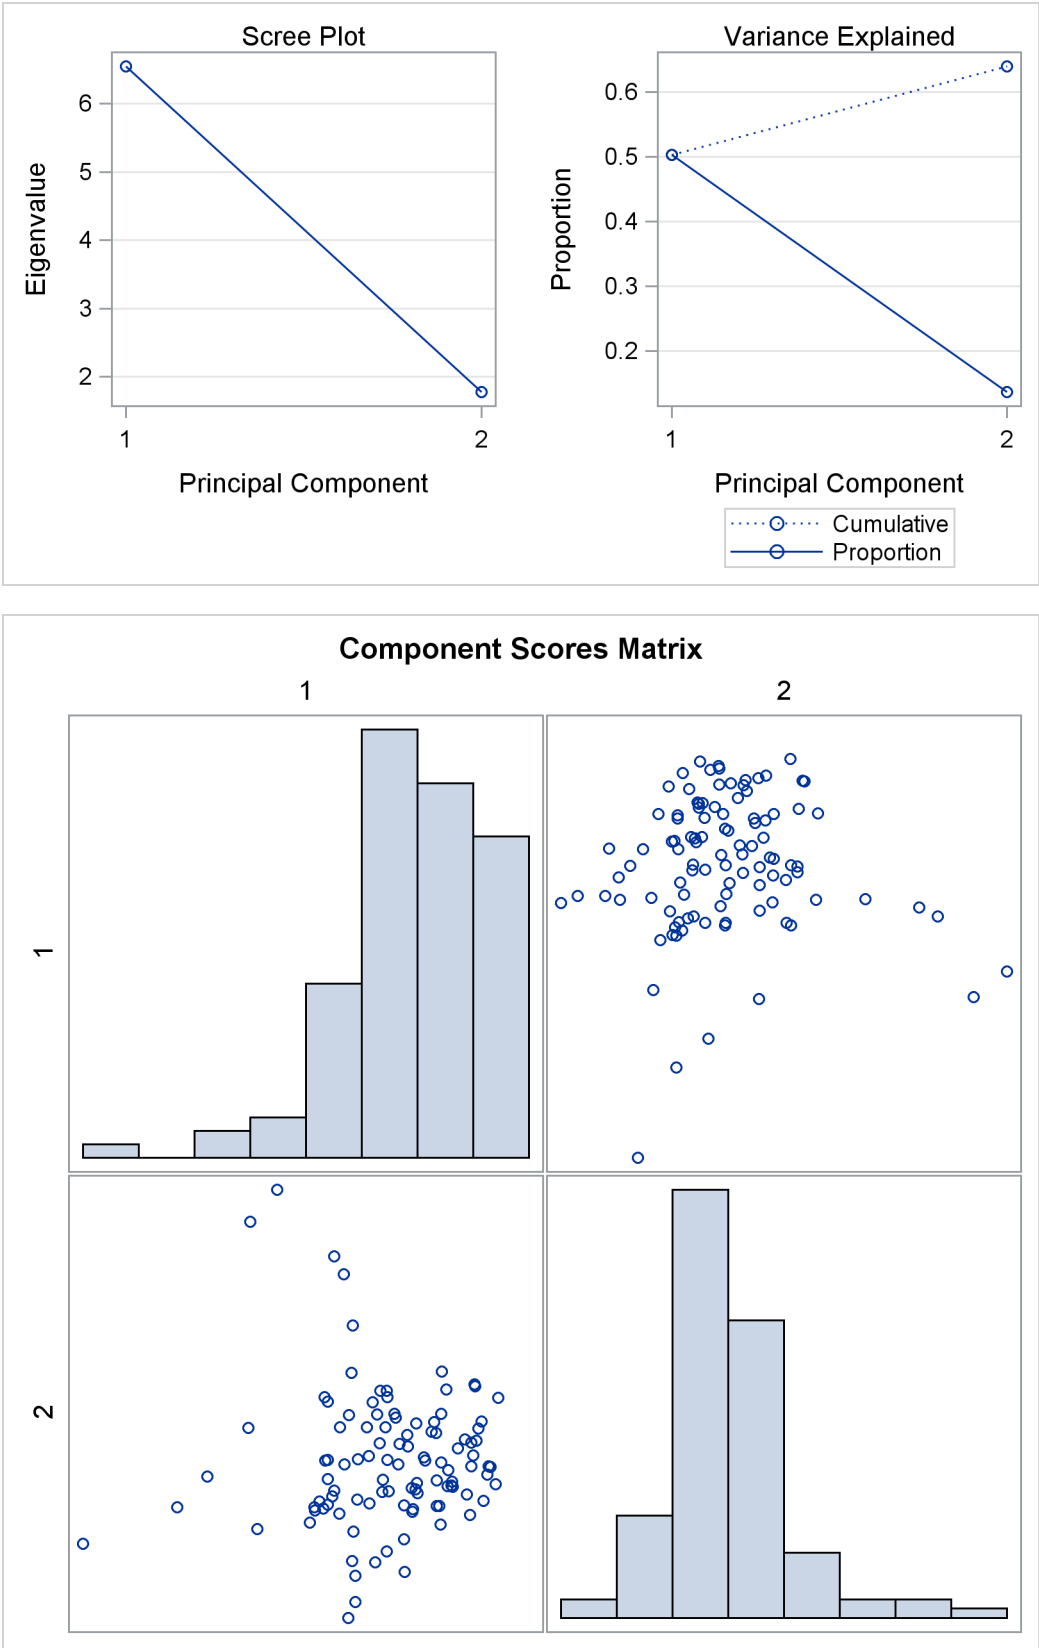 Scree Plot
Eigenvalue
6
5
4
3
2
1 2
Principal Component
Variance Explained
Proportion
0.6
0.5
0.4
0.3
0.2
1 2
Principal Component
Cumulative
Proportion
Component Scores Matrix
1 2
1
2